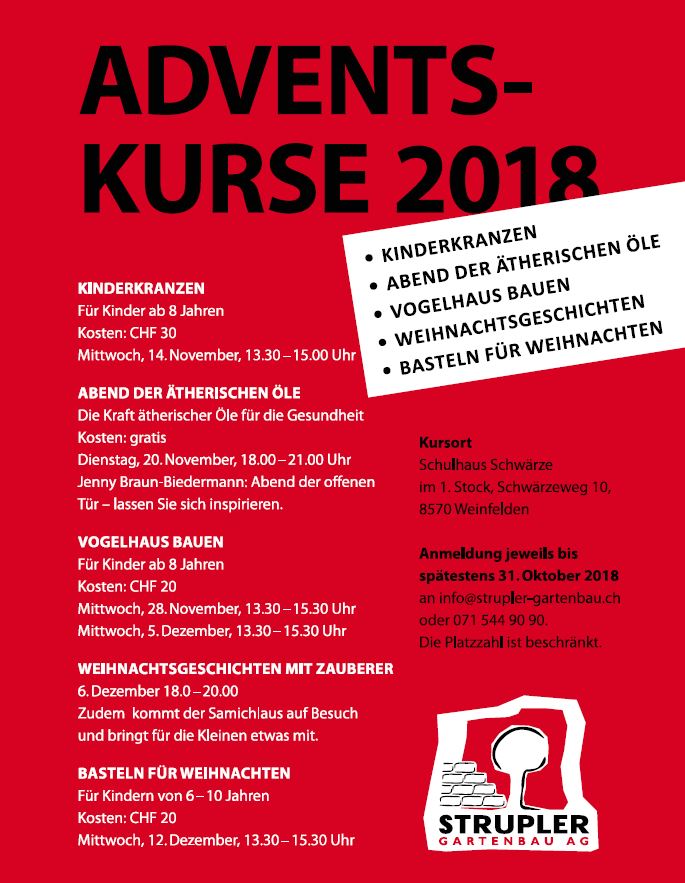 ADVENTS-
KURSE 2018
• KINDERKRANZEN
• ABEND DER ÄTHERISCHEN ÖLE
• VOGELHAUS BAUEN
• WEIHNACHTSGESCHICHTEN
• BASTELN FÜR WEIHNACHTEN
KINDERKRANZEN
Für Kinder ab 8 Jahren
Kosten: CHF 30
Mittwoch, 14. November, 13.30 – 15.00 Uhr
ABEND DER ÄTHERISCHEN ÖLE
Die Kraft ätherischer Öle für die Gesundheit
Kosten: gratis
Dienstag, 20. November, 18.00 – 21.00 Uhr
Jenny Braun-Biedermann: Abend der offenen
Tür – lassen Sie sich inspirieren.
VOGELHAUS BAUEN
Für Kinder ab 8 Jahren
Kosten: CHF 20
Mittwoch, 28. November, 13.30 – 15.30 Uhr
Mittwoch, 5. Dezember, 13.30 – 15.30 Uhr
WEIHNACHTSGESCHICHTEN MIT ZAUBERER
6. Dezember 18.0 – 20.00
Zudem kommt der Samichlaus auf Besuch
und bringt für die Kleinen etwas mit.
BASTELN FÜR WEIHNACHTEN
Für Kindern von 6 – 10 Jahren
Kosten: CHF 20
Mittwoch, 12. Dezember, 13.30 – 15.30 Uhr
Kursort
Schulhaus Schwärze
im 1. Stock, Schwärzeweg 10,
8570 Weinfelden
Anmeldung jeweils bis
spätestens 31. Oktober 2018
an info@strupler-gartenbau.ch
oder 071 544 90 90.
Die Platzzahl ist beschränkt.
STRUPLER
GARTENBAU AG